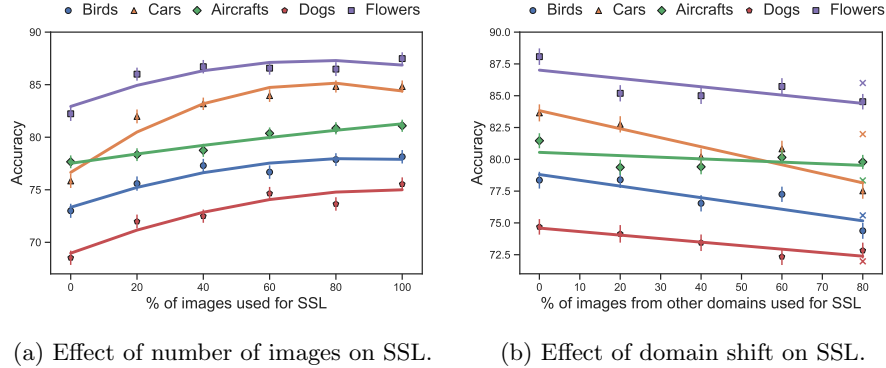 Birds Cars Aircrafts Dogs Flowers
90
85
80
75
70
Accuracy
0 20 40 60 80 100
% of images used for SSL
(a) Effect of number of images on SSL.
Birds Cars Aircrafts Dogs Flowers
90.0
87.5
85.0
82.5
80.0
77.5
75.0
72.5
Accuracy
0 10 20 30 40 50 60 70 80
% of images from other domains used for SSL
(b) Effect of domain shift on SSL.